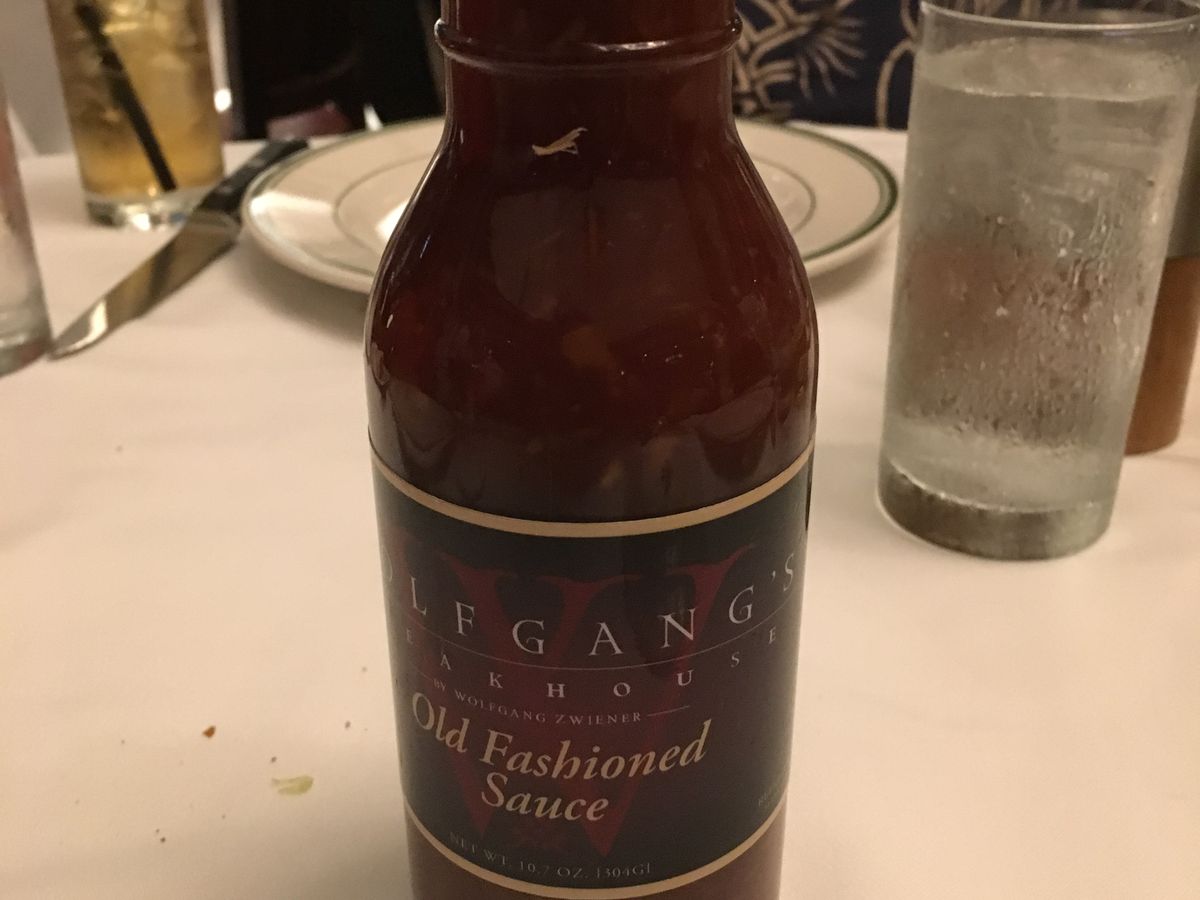 OLFGANG'S
EAKHOUSE
BY WOLFGANG ZWIENER
Old Fashioned
Sauce
NET WT. 10.7 OZ. [304G]